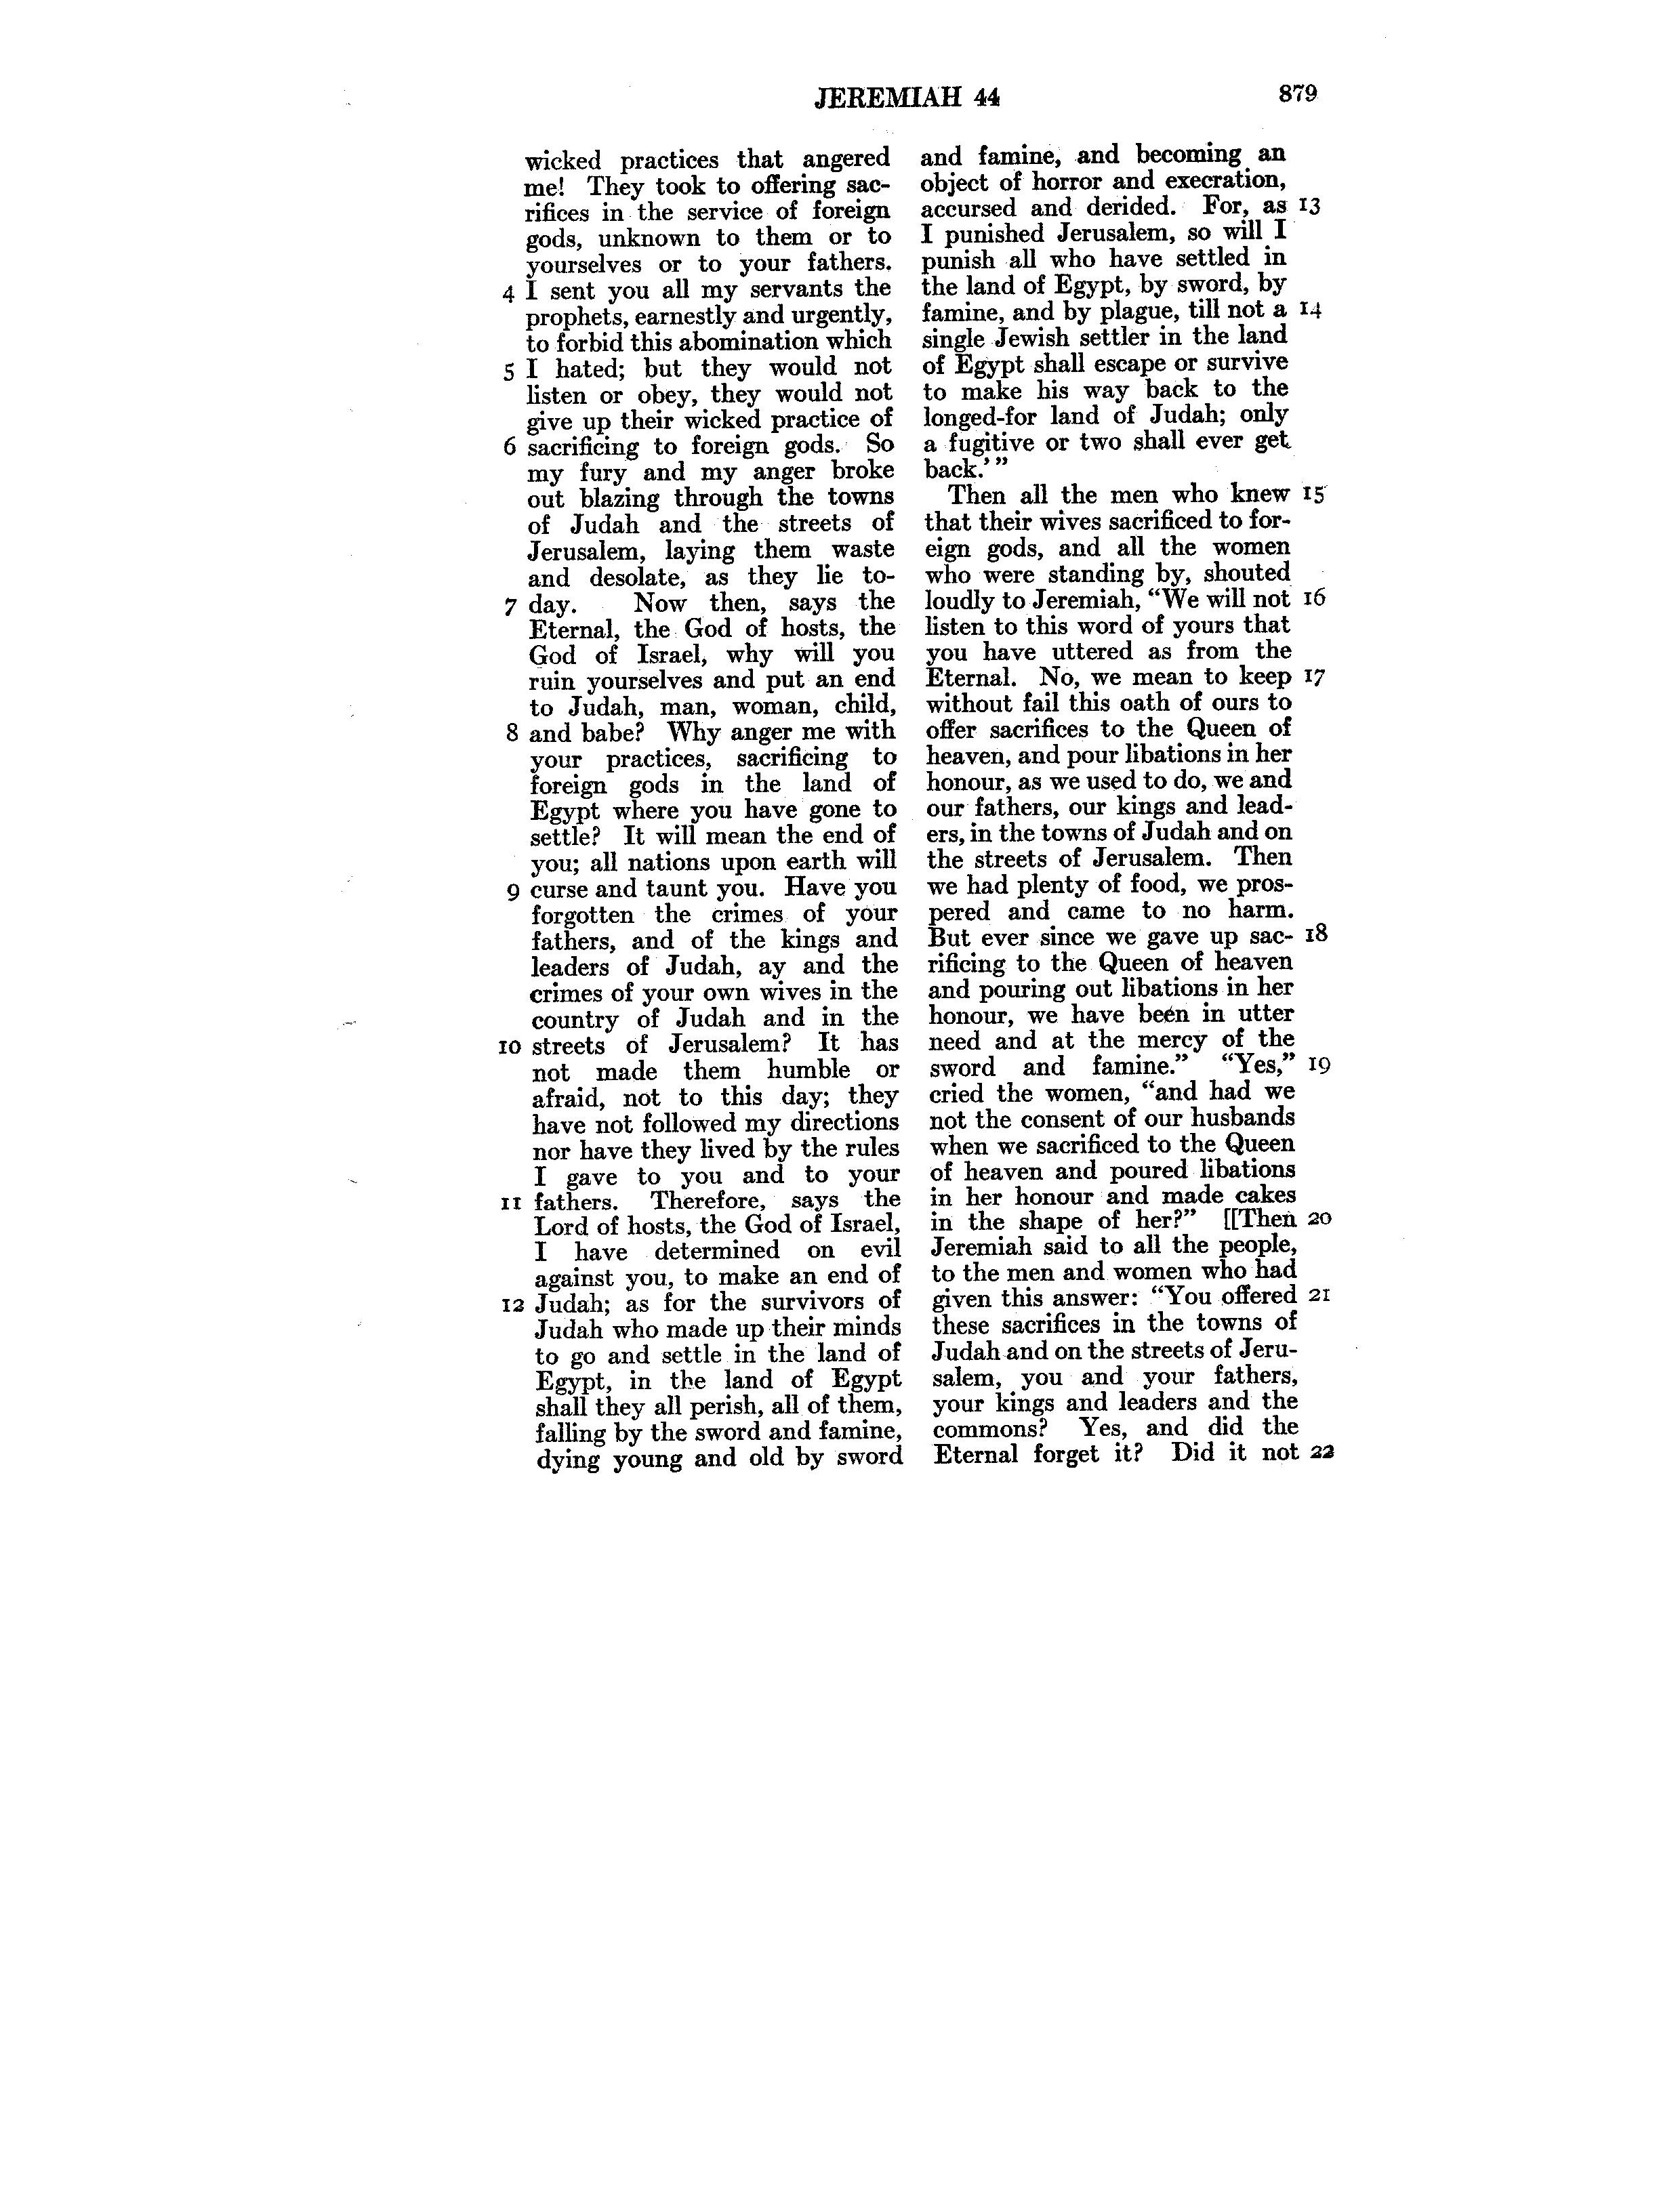 JEREMIAH 44 879
wicked practices that angered
me! They took to offering sac-
rifices in the service of foreign
gods, unknown to them or to
yourselves or to your fathers.
4 I sent you all my servants the
prophets, earnestly and urgently,
to forbid this abomination which
5 I hated; but they would not
listen or obey, they would not
give up their wicked practice of
6 sacrificing to foreign gods. So
my fury and my anger broke
out blazing through the towns
of Judah and the streets of
Jerusalem, laying them waste
and desolate, as they lie to-
7 day. Now then, says the
Eternal, the God of hosts, the
God of Israel, why will you
ruin yourselves and put an end
to Judah, man, woman, child,
8 and babe? Why anger me with
your practices, sacrificing to
foreign gods in the land of
Egypt where you have gone to
settle? It will mean the end of
you; all nations upon earth will
9 curse and taunt you. Have you
forgotten the crimes of your
fathers, and of the kings and
leaders of Judah, ay and the
crimes of your own wives in the
country of Judah and in the
10 streets of Jerusalem? It has
not made them humble or
afraid, not to this day; they
have not followed my directions
nor have they lived by the rules
I gave to you and to your
11 fathers. Therefore, says the
Lord of hosts, the God of Israel,
I have determined on evil
against you, to make an end of
12 Judah; as for the survivors of
Judah who made up their minds
to go and settle in the land of
Egypt, in the land of Egypt
shall they all perish, all of them,
falling by the sword and famine,
dying young and old by sword
and famine, and becoming an
object of horror and execration,
accursed and derided. For, as 13
I punished Jerusalem, so will I
punish all who have settled in
the land of Egypt, by sword, by
famine, and by plague, till not a 14
single Jewish settler in the land
of Egypt shall escape or survive
to make his way back to the
longed-for land of Judah; only
a fugitive or two shall ever get
back.’”
Then all the men who knew 15
that their wives sacrificed to for-
eign gods, and all the women
who were standing by, shouted
loudly to Jeremiah, “We will not 16
listen to this word of yours that
you have uttered as from the
Eternal. No, we mean to keep 17
without fail this oath of ours to
offer sacrifices to the Queen of
heaven, and pour libations in her
honour, as we used to do, we and
our fathers, our kings and lead-
ers, in the towns of Judah and on
the streets of Jerusalem. Then
we had plenty of food, we pros-
pered and came to no harm.
But ever since we gave up sac- 18
rificing to the Queen of heaven
and pouring out libations in her
honour, we have been in utter
need and at the mercy of the
sword and famine.” “Yes,” 19
cried the women, “and had we
not the consent of our husbands
when we sacrificed to the Queen
of heaven and poured libations
in her honour and made cakes
in the shape of her?” [[Then 20
Jeremiah said to all the people,
to the men and women who had
given this answer: “You offered 21
these sacrifices in the towns of
Judah and on the streets of Jeru-
salem, you and your fathers,
your kings and leaders and the
commons? Yes, and did the
Eternal forget it? Did it not 22